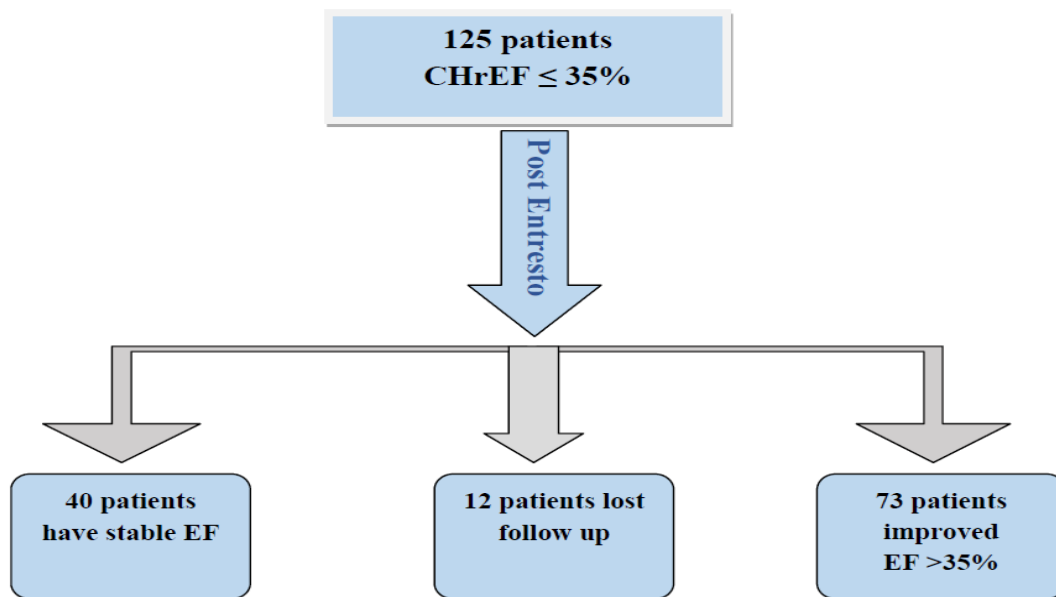 125 patients
CHrEF ≤ 35%
Post Entresto
40 patients
have stable EF
12 patients lost
follow up
73 patients
improved
EF >35%